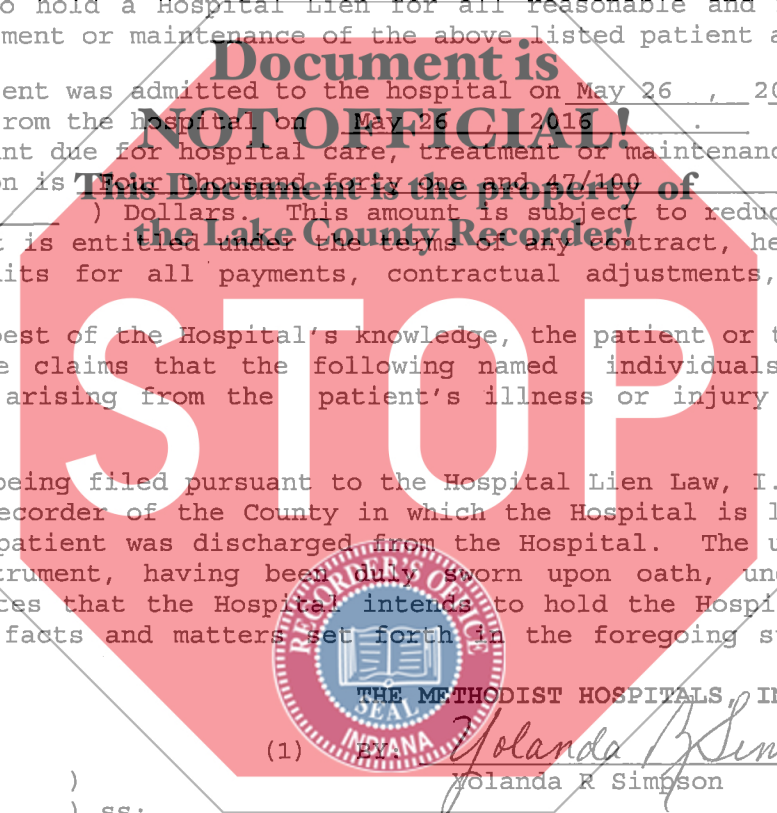 to hold a Hospital Lien for all reasonable and
ment or maintenance of the above listed patient a
Document is
ent was admitted to the hospital on May 26 , 20
rom the hospital on May 26 , 2016 .
NOT OFFICIAL!
nt due for hospital care, treatment or maintenanc
on is Four thousand forty one and 47/100
This Document is the property of
) Dollars. This amount is subject to reduc
the Lake County Recorder!
t is entitled under the terms of any contract, he
its for all payments, contractual adjustments,
STOP
best of the Hospital's knowledge, the patient or t
e claims that the following named individuals
arising from the patient's illness or injury
being filed pursuant to the Hospital Lien Law, I.
ecorder of the County in which the Hospital is l
patient was discharged from the Hospital. The u
trument, having been duly sworn upon oath, und
ces that the Hospital intends to hold the Hospi
facts and matters set forth in the foregoing s
RECORDER'S OFFICE
SEAL
INDIANA
THE METHODIST HOSPITALS, IN
(1) BY: Yolanda R Sim
) Yolanda R Simpson
) ss: